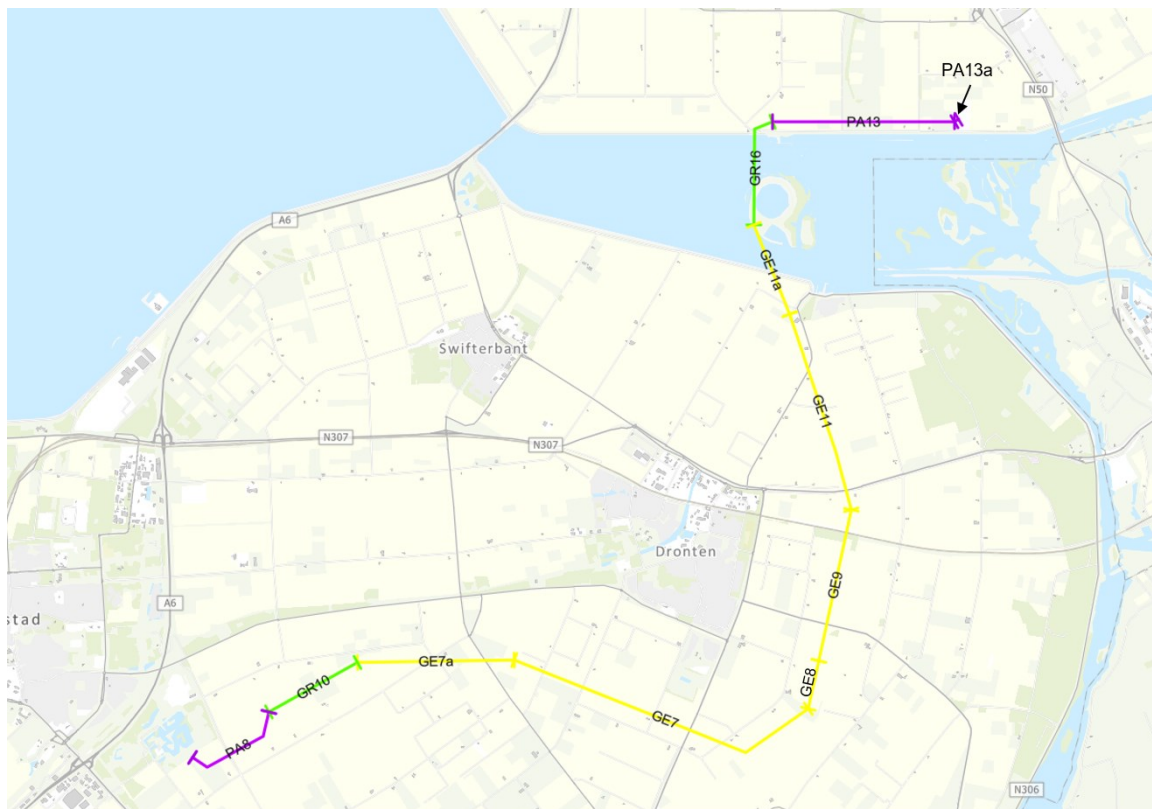 PA13a
N50
PA13
GR16
A6
GE11a
Swifterbant
GE11
N307
N307
Dronten
GE9
A6
stad
GE7a
GE8
GR10
GE7
PA8
N306